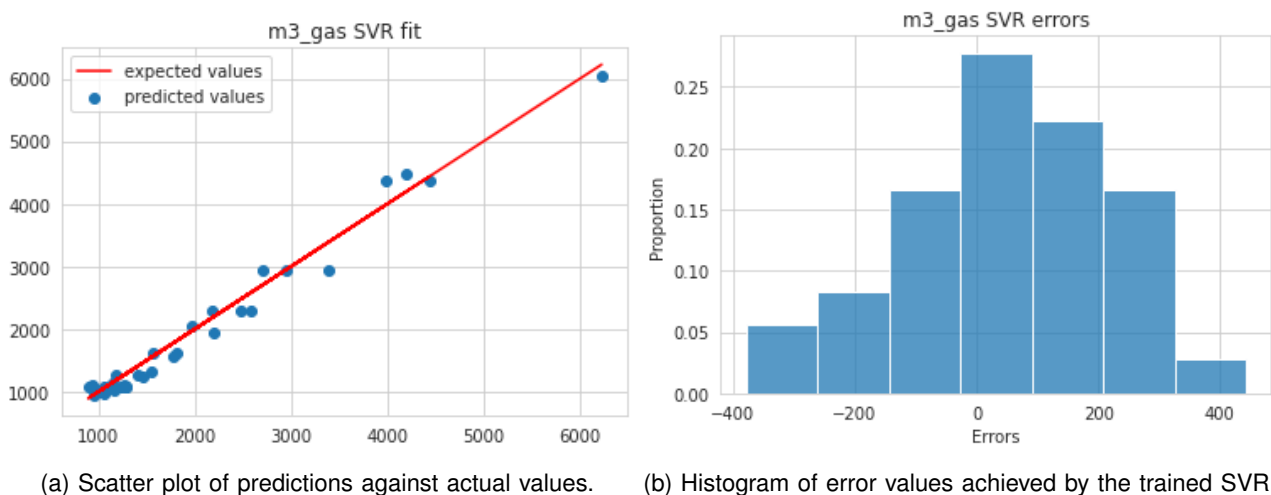 m3_gas SVR fit
expected values
predicted values
6000
5000
4000
3000
2000
1000
1000 2000 3000 4000 5000 6000
(a) Scatter plot of predictions against actual values.
m3_gas SVR errors
Proportion
0.25
0.20
0.15
0.10
0.05
0.00
−400 −200 0 200 400
Errors
(b) Histogram of error values achieved by the trained SVR